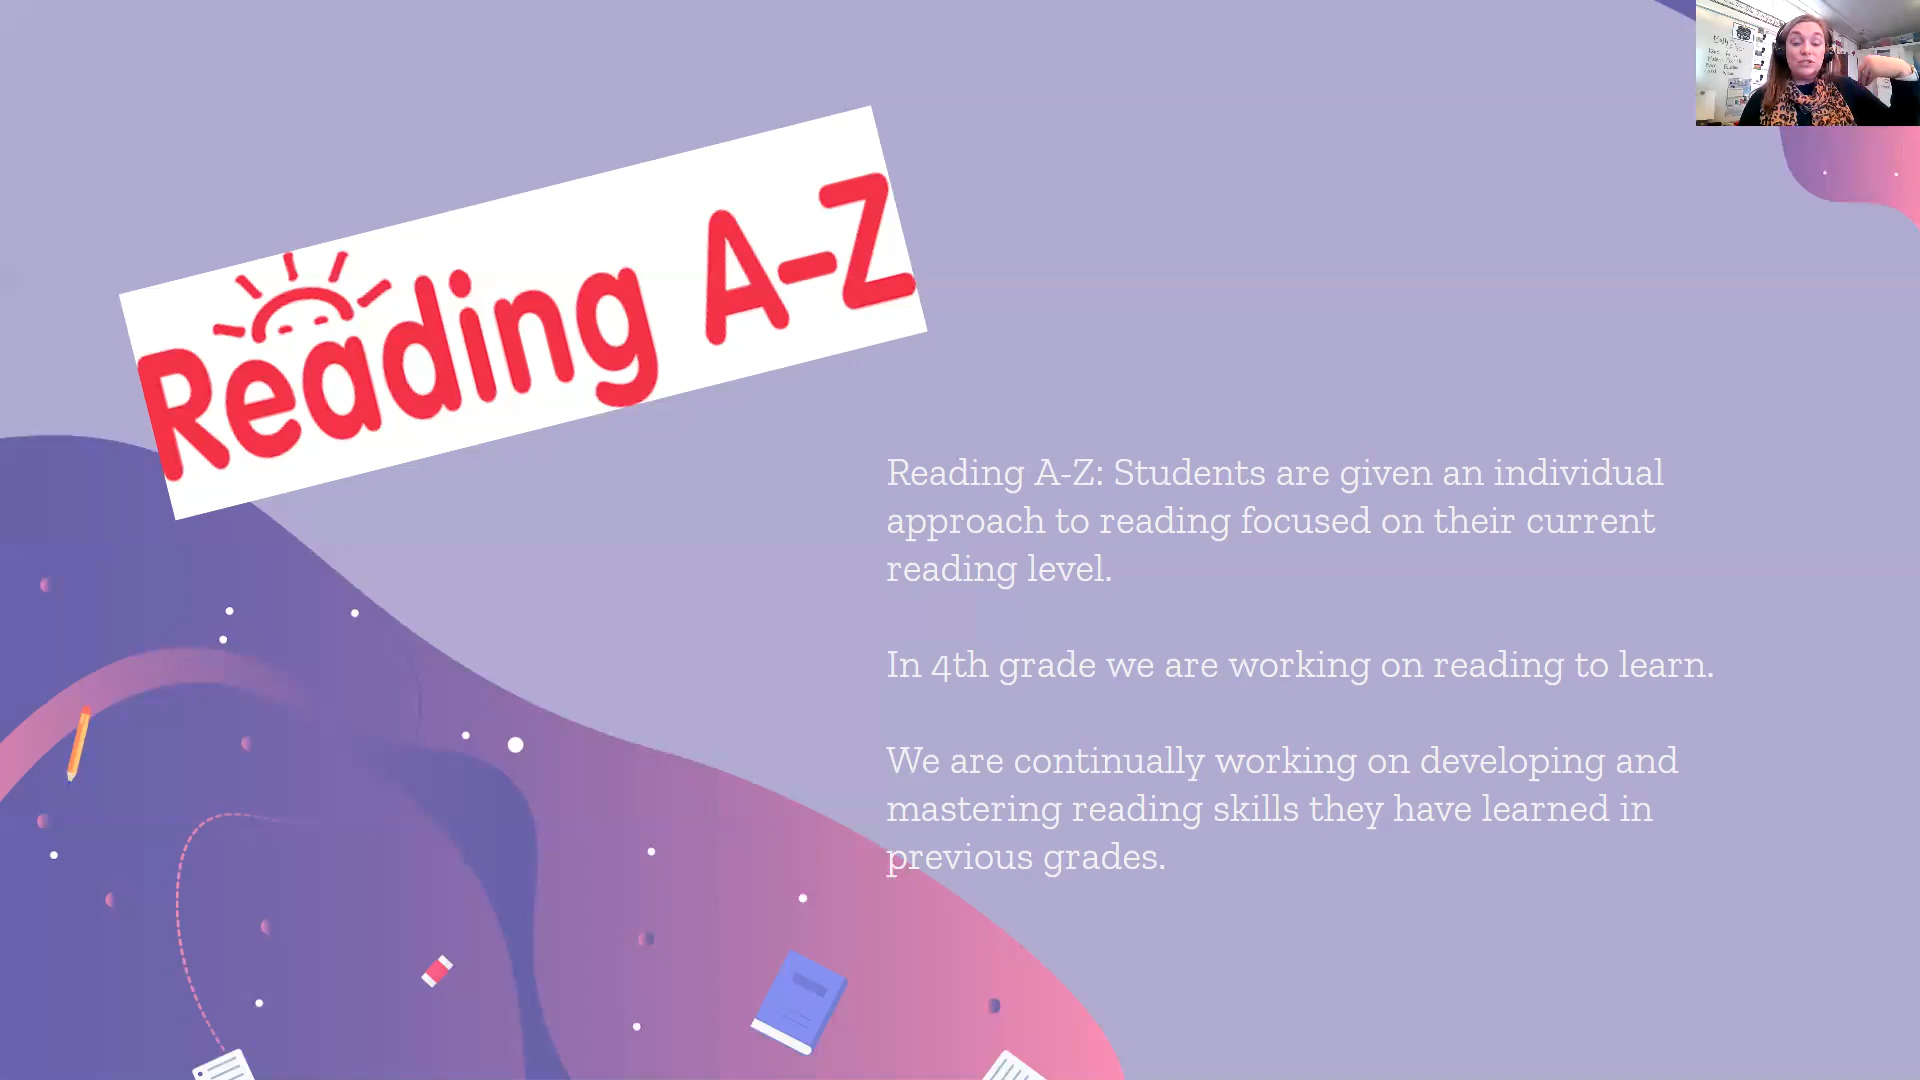 Reading A-Z
Reading A-Z: Students are given an individual
approach to reading focused on their current
reading level.
In 4th grade we are working on reading to learn.
We are continually working on developing and
mastering reading skills they have learned in
previous grades.